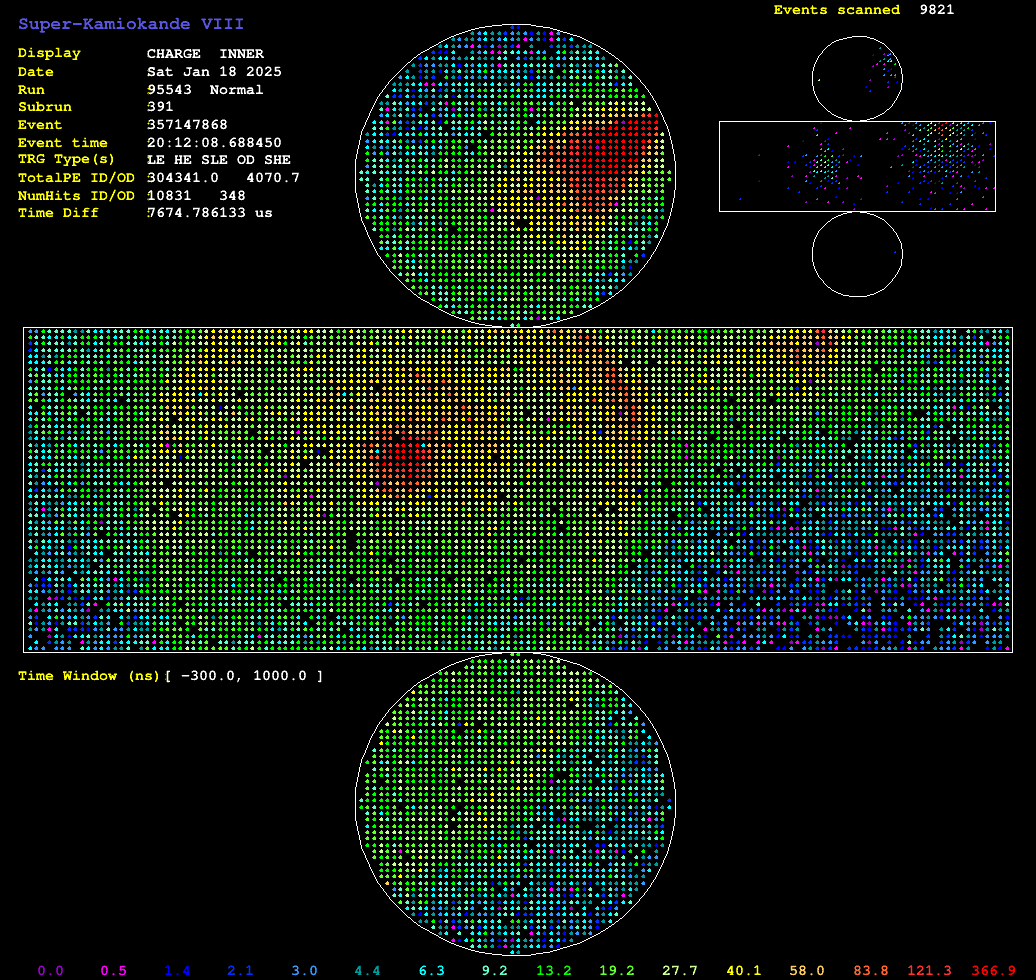 Super-Kamiokande VIII
Events scanned 9821
Display CHARGE INNER
Date Sat Jan 18 2025
Run 95543 Normal
Subrun 391
Event 357147868
Event time 20:12:08.688450
TRG Type(s) LE HE SLE OD SHE
TotalPE ID/OD 304341.0 4070.7
NumHits ID/OD 10831 348
Time Diff 7674.786133 us
Time Window (ns)[ -300.0, 1000.0 ]
0.0 0.5 1.4 2.1 3.0 4.4 6.3 9.2 13.2 19.2 27.7 40.1 58.0 83.8 121.3 366.9